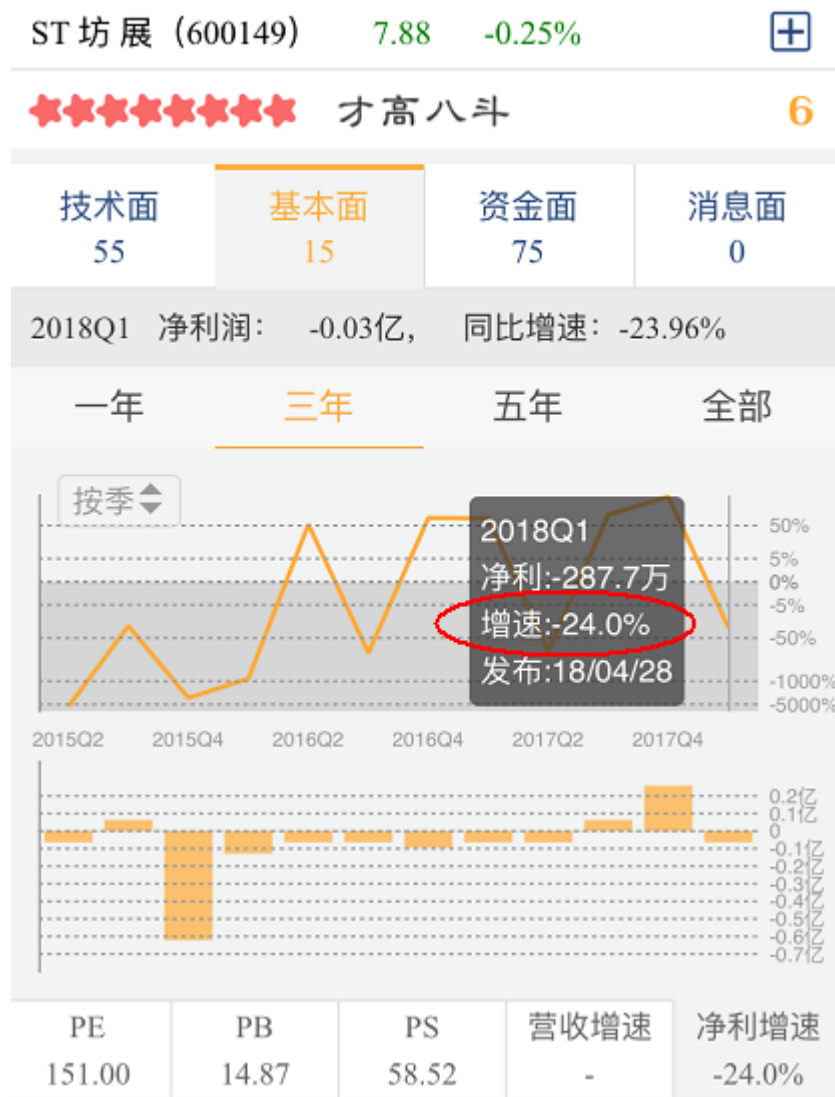 ST 坊 展（600149） 7.88 -0.25%
才高八斗 6
技术面 基本面 资金面 消息面
55 15 75 0
2018Q1 净利润： -0.03亿， 同比增速：-23.96%
一年 三年 五年 全部
按季
2018Q1
净利:-287.7万
增速:-24.0%
发布:18/04/28
50%
5%
0%
-5%
-50%
-1000%
-5000%
2015Q2 2015Q4 2016Q2 2016Q4 2017Q2 2017Q4
0.2亿
0.1亿
0
-0.1亿
-0.2亿
-0.3亿
-0.4亿
-0.5亿
-0.6亿
-0.7亿
PE PB PS 营收增速 净利增速
151.00 14.87 58.52 - -24.0%